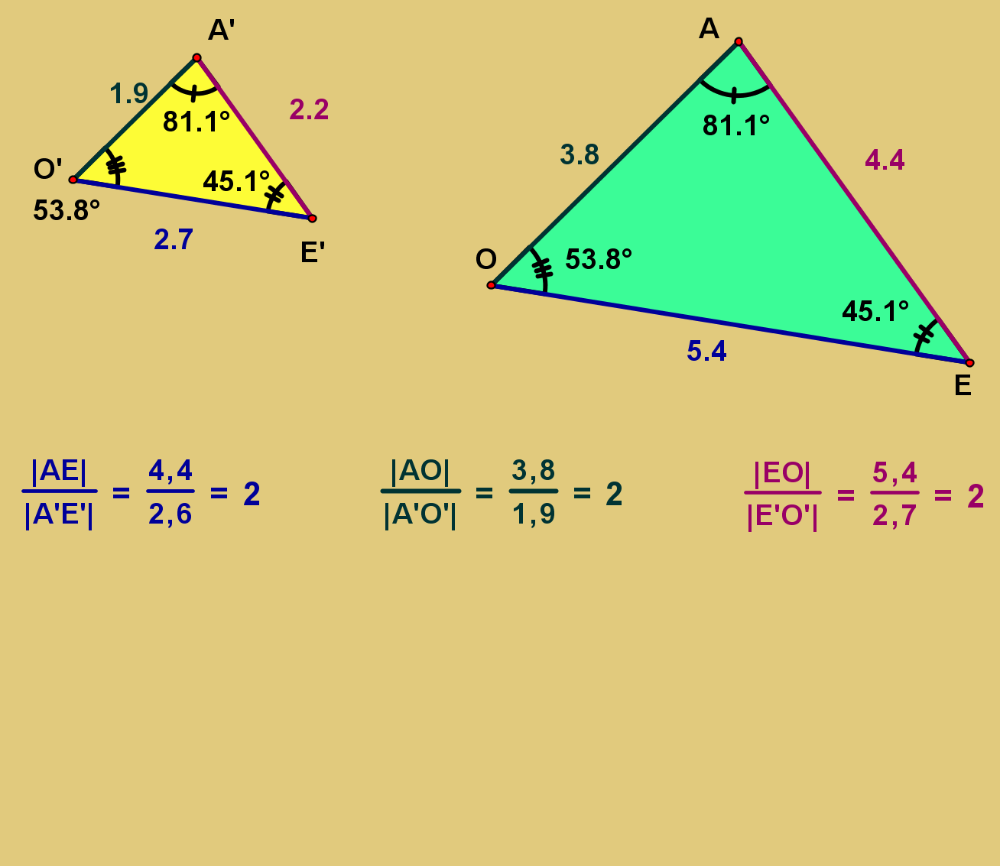 A'
A
1.9
2.2
81.1°
81.1°
3.8
4.4
O'
45.1°
53.8°
2.7
E'
O
53.8°
45.1°
5.4
E
|AE| / |A'E'| = 4,4 / 2,6 = 2
|AO| / |A'O'| = 3,8 / 1,9 = 2
|EO| / |E'O'| = 5,4 / 2,7 = 2